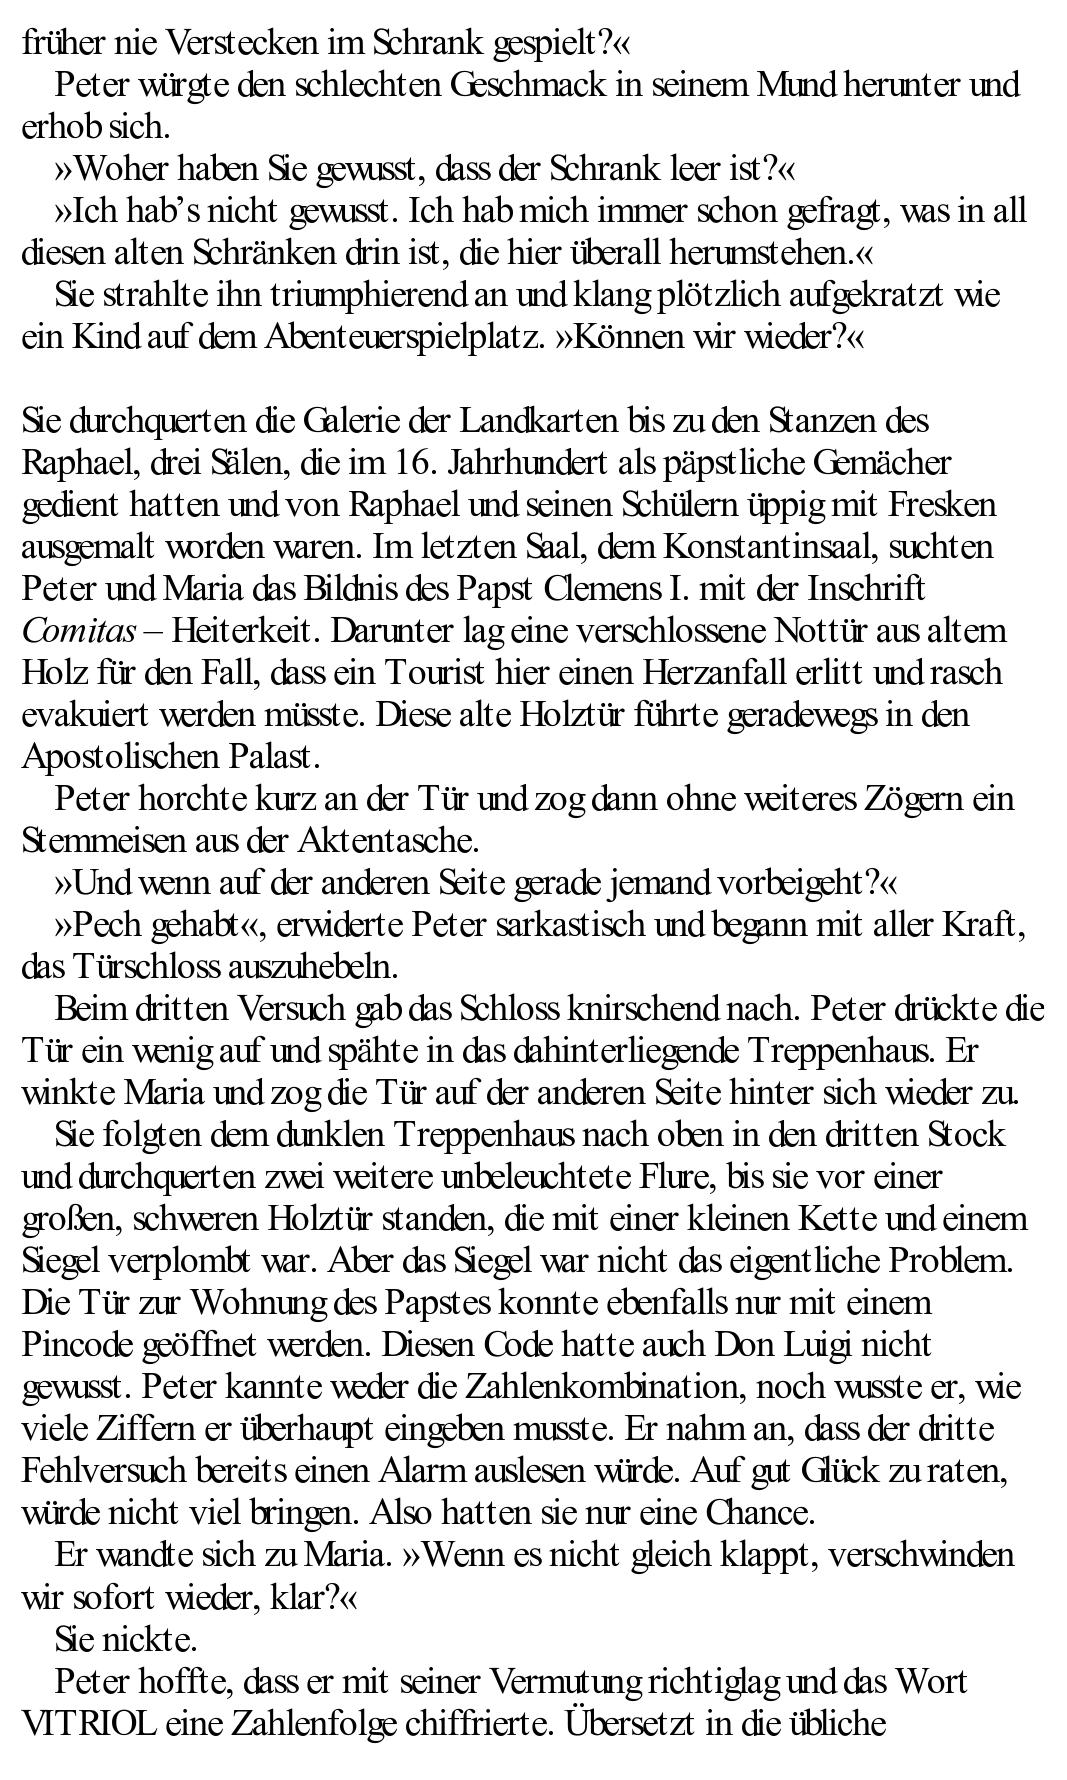 früher nie Verstecken im Schrank gespielt?«
Peter würgte den schlechten Geschmack in seinem Mund herunter und
erhob sich.
»Woher haben Sie gewusst, dass der Schrank leer ist?«
»Ich hab’s nicht gewusst. Ich hab mich immer schon gefragt, was in all
diesen alten Schränken drin ist, die hier überall herumstehen.«
Sie strahlte ihn triumphierend an und klang plötzlich aufgekratzt wie
ein Kind auf dem Abenteuerspielplatz. »Können wir wieder?«
Sie durchquerten die Galerie der Landkarten bis zu den Stanzen des
Raphael, drei Sälen, die im 16. Jahrhundert als päpstliche Gemächer
gedient hatten und von Raphael und seinen Schülern üppig mit Fresken
ausgemalt worden waren. Im letzten Saal, dem Konstantinsaal, suchten
Peter und Maria das Bildnis des Papst Clemens I. mit der Inschrift
Comitas – Heiterkeit. Darunter lag eine verschlossene Nottür aus altem
Holz für den Fall, dass ein Tourist hier einen Herzanfall erlitt und rasch
evakuiert werden müsste. Diese alte Holztür führte geradewegs in den
Apostolischen Palast.
Peter horchte kurz an der Tür und zog dann ohne weiteres Zögern ein
Stemmeisen aus der Aktentasche.
»Und wenn auf der anderen Seite gerade jemand vorbeigeht?«
»Pech gehabt«, erwiderte Peter sarkastisch und begann mit aller Kraft,
das Türschloss auszuhebeln.
Beim dritten Versuch gab das Schloss knirschend nach. Peter drückte die
Tür ein wenig auf und spähte in das dahinterliegende Treppenhaus. Er
winkte Maria und zog die Tür auf der anderen Seite hinter sich wieder zu.
Sie folgten dem dunklen Treppenhaus nach oben in den dritten Stock
und durchquerten zwei weitere unbeleuchtete Flure, bis sie vor einer
großen, schweren Holztür standen, die mit einer kleinen Kette und einem
Siegel verplombt war. Aber das Siegel war nicht das eigentliche Problem.
Die Tür zur Wohnung des Papstes konnte ebenfalls nur mit einem
Pincode geöffnet werden. Diesen Code hatte auch Don Luigi nicht
gewusst. Peter kannte weder die Zahlenkombination, noch wusste er, wie
viele Ziffern er überhaupt eingeben musste. Er nahm an, dass der dritte
Fehlversuch bereits einen Alarm auslesen würde. Auf gut Glück zu raten,
würde nicht viel bringen. Also hatten sie nur eine Chance.
Er wandte sich zu Maria. »Wenn es nicht gleich klappt, verschwinden
wir sofort wieder, klar?«
Sie nickte.
Peter hoffte, dass er mit seiner Vermutung richtiglag und das Wort
VITRIOL eine Zahlenfolge chiffrierte. Übersetzt in die übliche